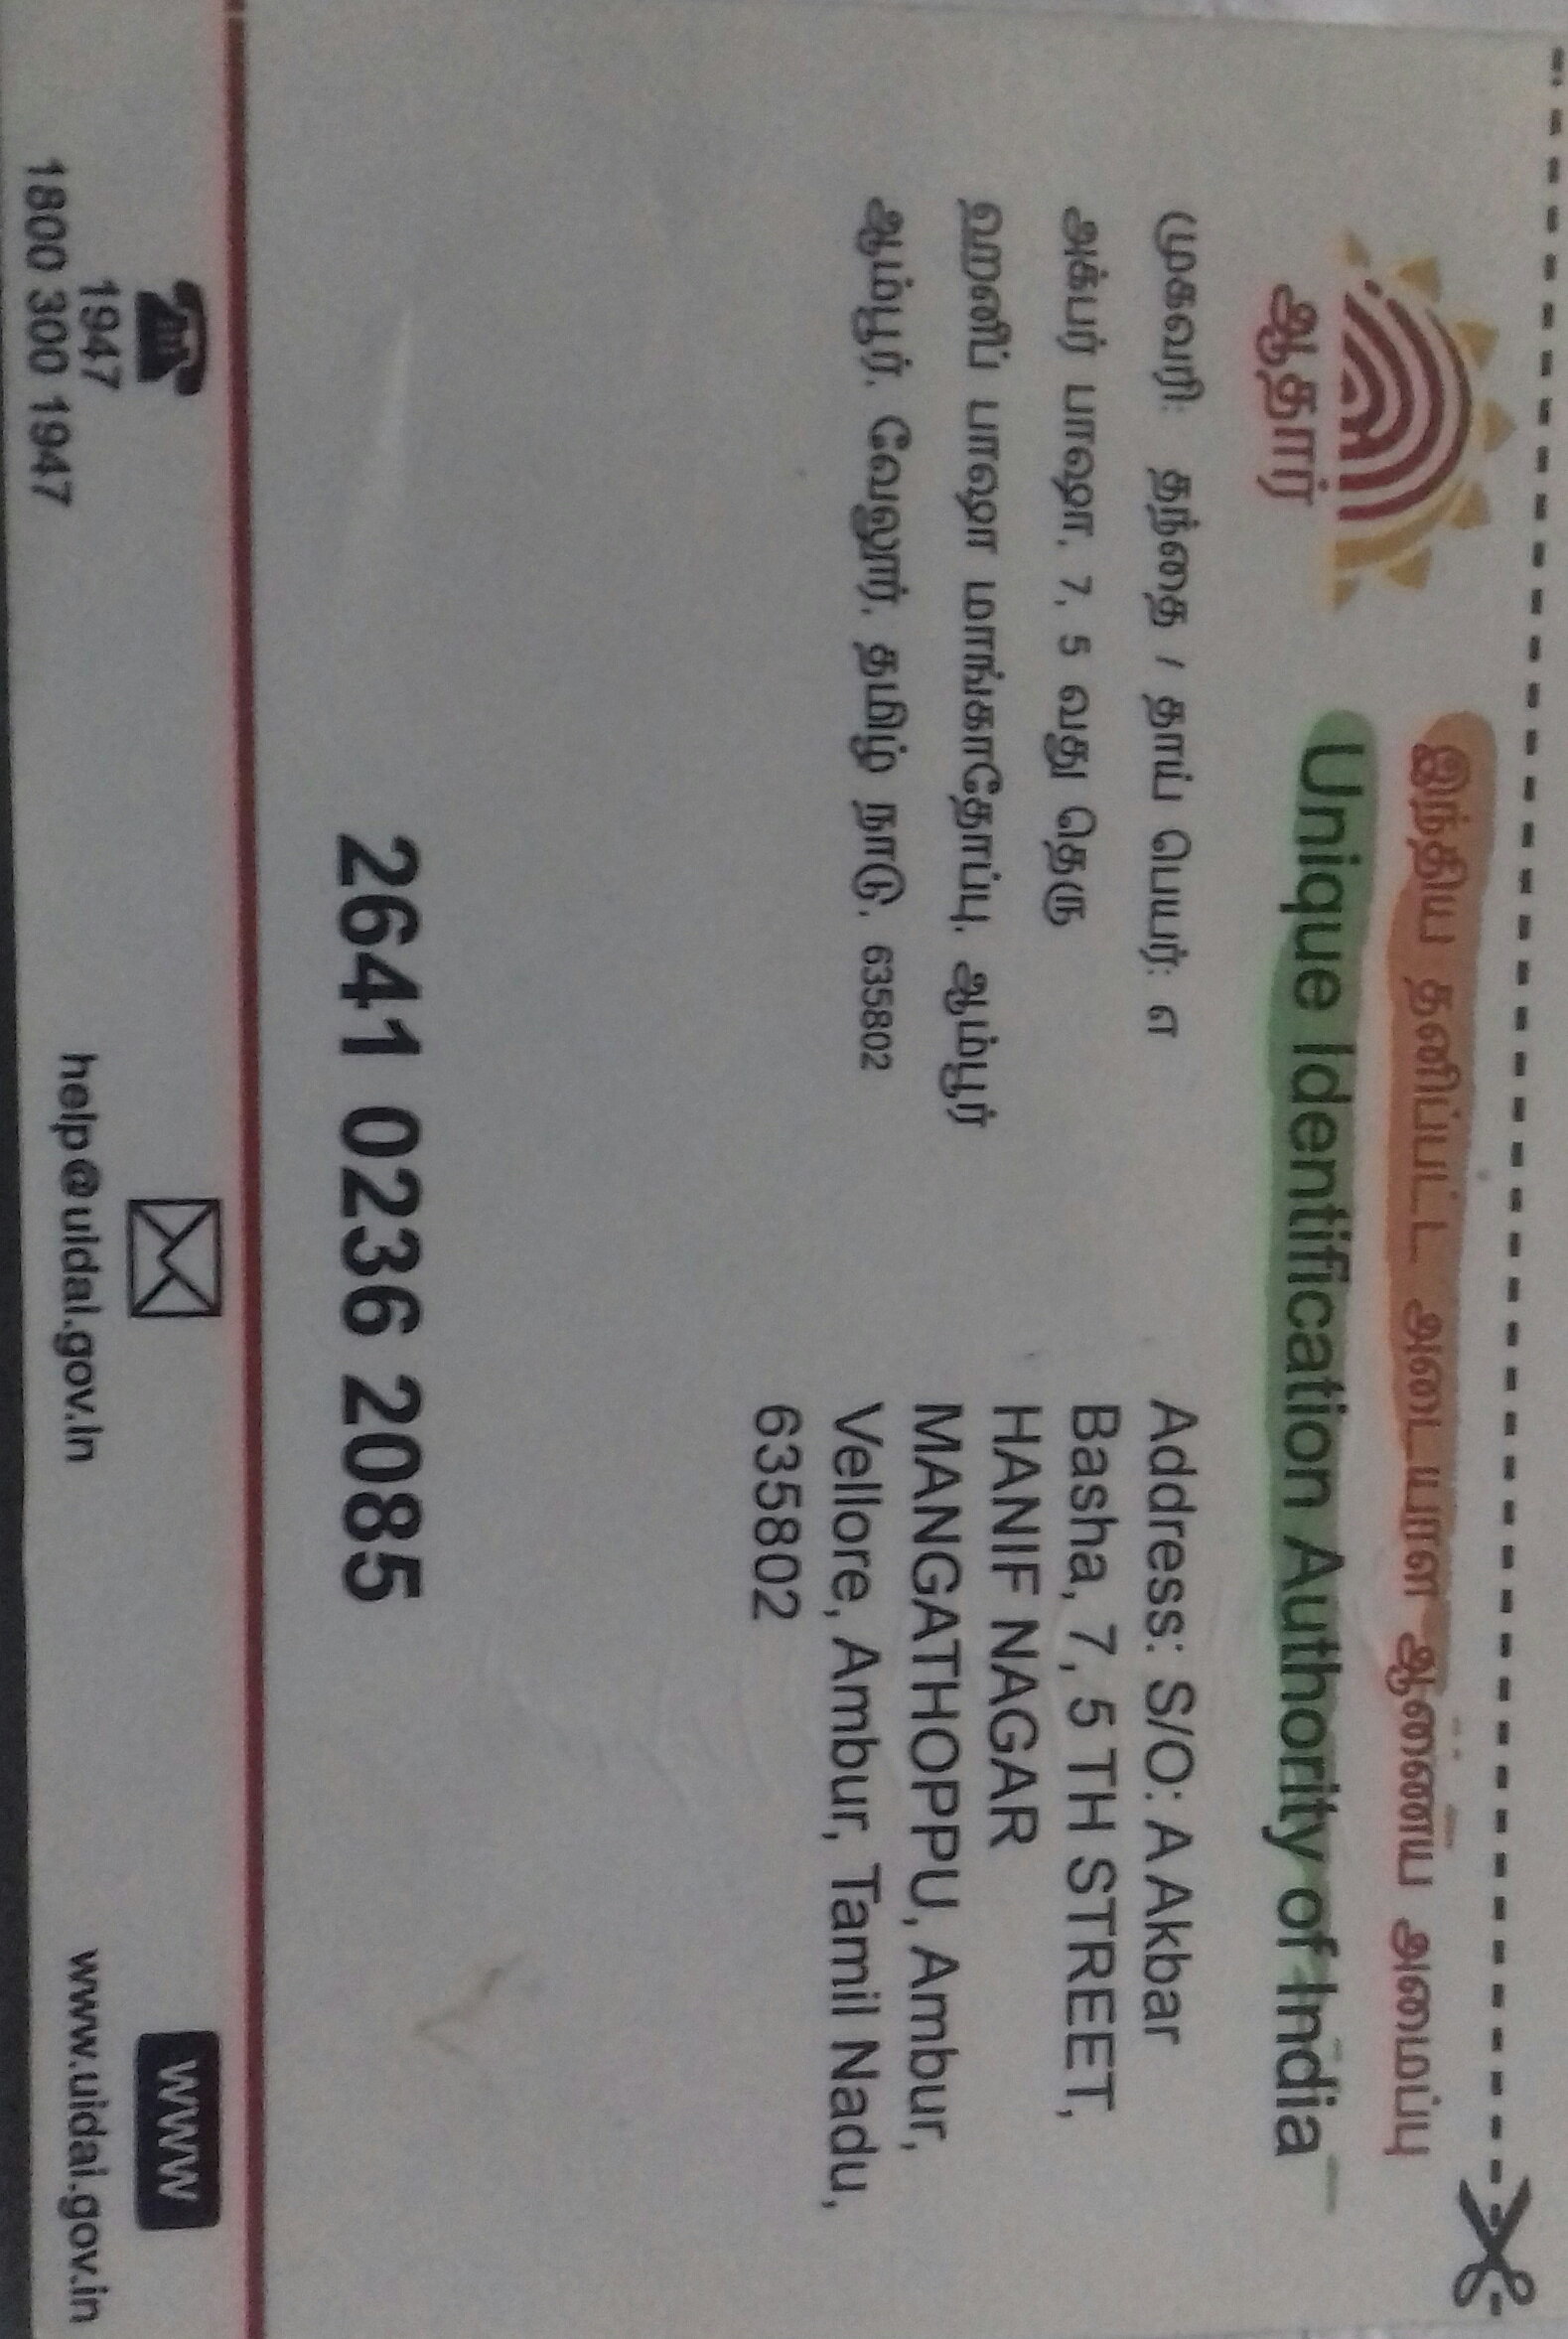 ஆதார்
இந்திய தனிப்பட்ட அடையாள ஆணைய அமைப்பு
Unique Identification Authority of India
முகவரி: தந்தை / தாய் பெயர்: எ
அக்பர் பாஷா, 7, 5 வது தெரு
ஹனிப் பாஷா மாங்காதோப்பு, ஆம்பூர்
ஆம்பூர், வேலூர், தமிழ் நாடு, 635802
Address: S/O: A Akbar
Basha, 7, 5 TH STREET,
HANIF NAGAR
MANGATHOPPU, Ambur,
Vellore, Ambur, Tamil Nadu,
635802
2641 0236 2085
1947
1800 300 1947
help@uidai.gov.in
WWW
www.uidai.gov.in